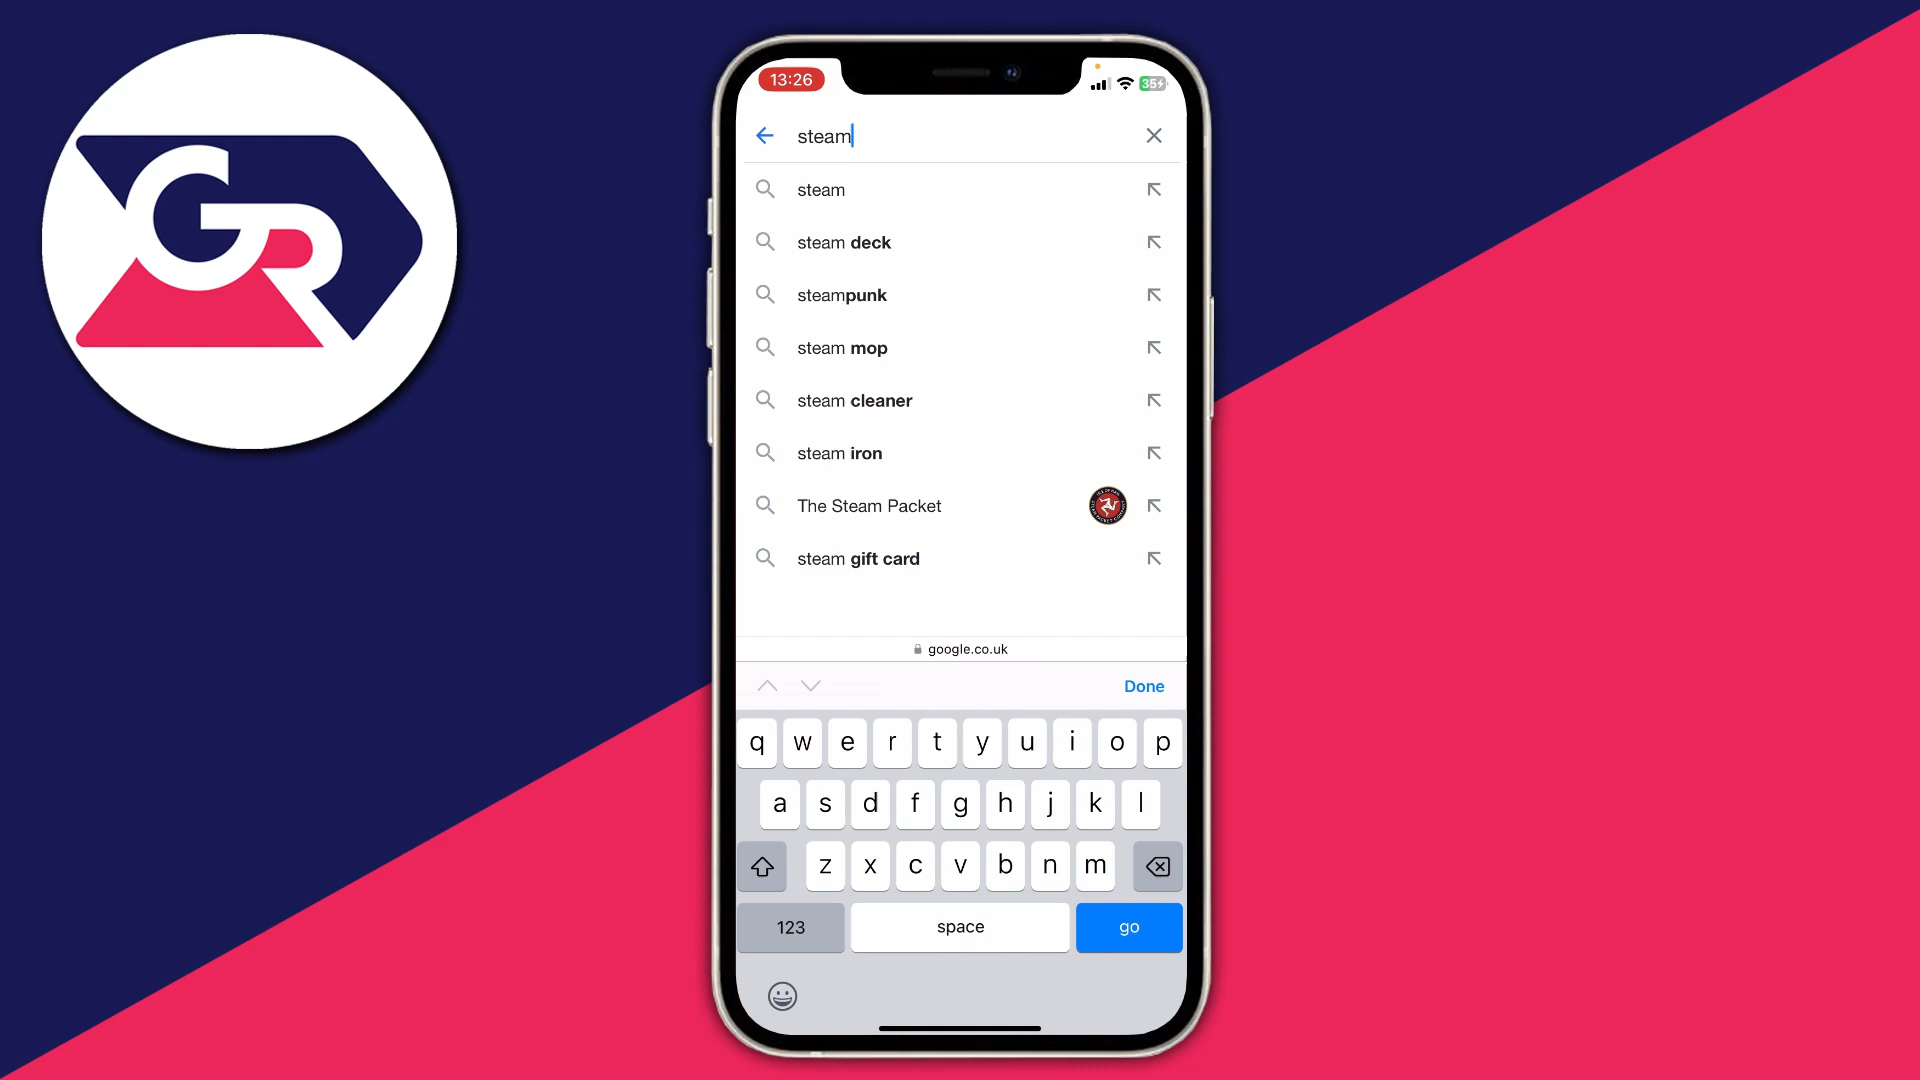 GR
13:26
35
steam
steam
steam deck
steampunk
steam mop
steam cleaner
steam iron
The Steam Packet
steam gift card
google.co.uk
Done
q w e r t y u i o p
a s d f g h j k l
z x c v b n m
123 space go